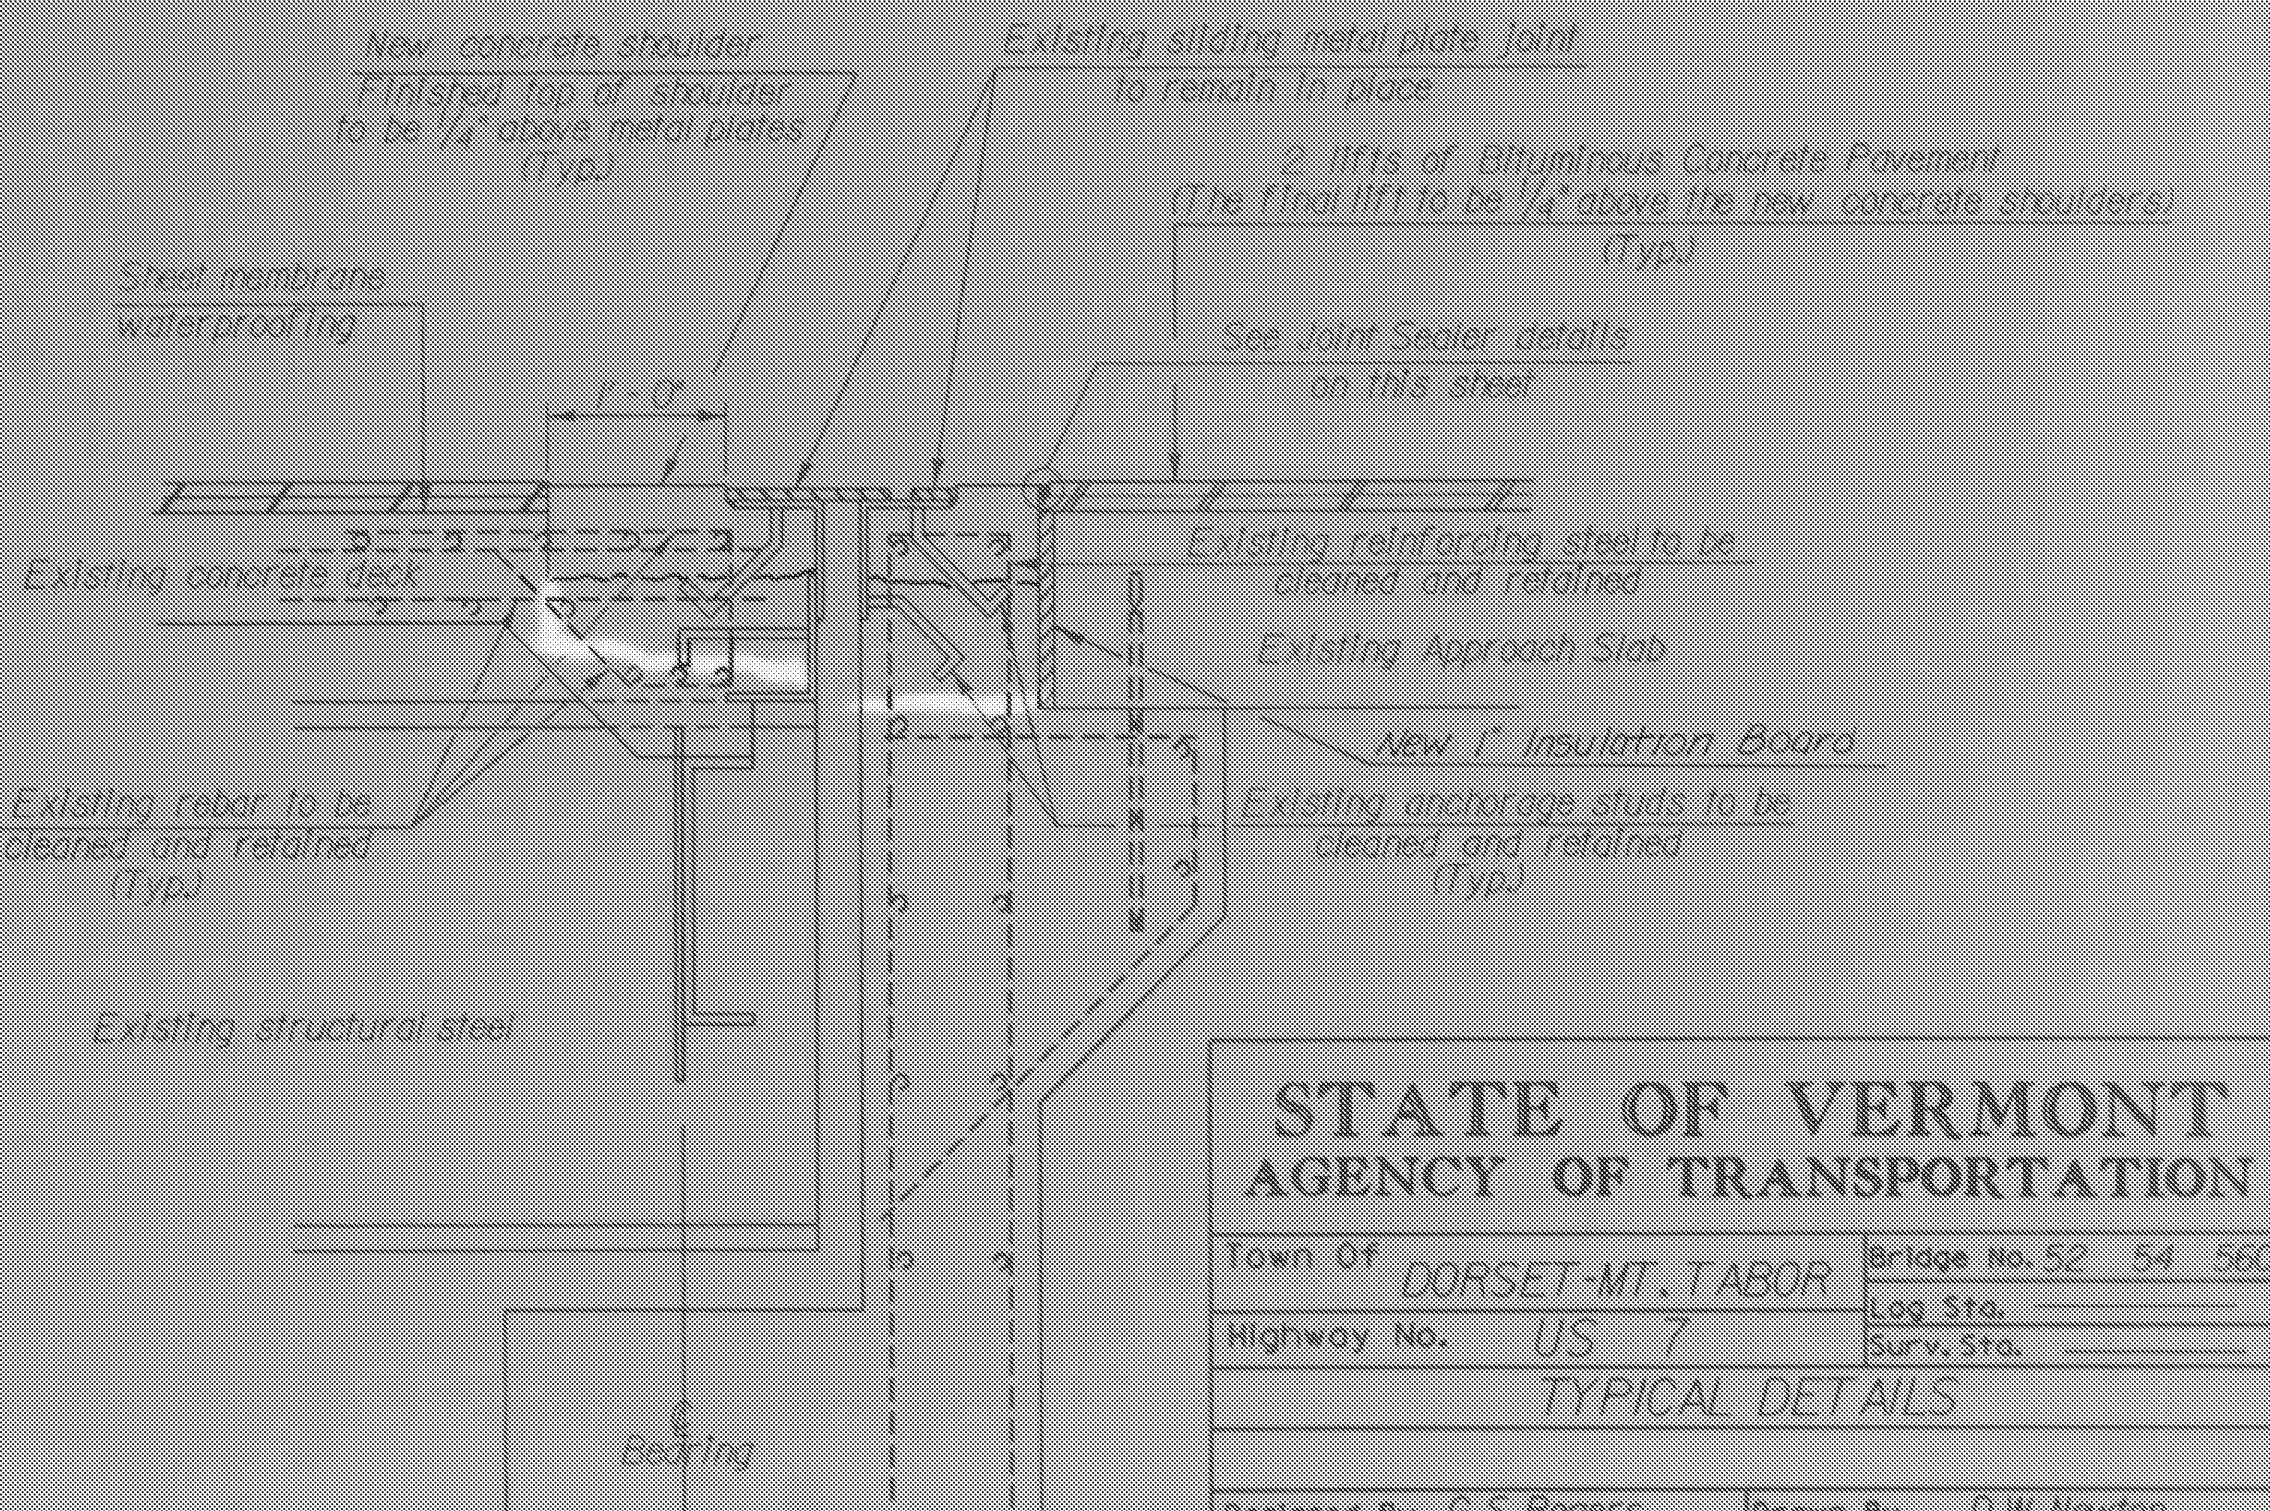 New concrete shoulder
Finished top of shoulder
to be 1/4" above metal plates
(Typ.)
Existing sliding metal plate joint
to remain in place
2 lifts of Bituminous Concrete Pavement
(The final lift to be 1/4" above the new concrete shoulders)
(Typ.)
Sheet membrane
waterproofing
See Joint Sealer details
on this sheet
Existing concrete deck
Existing reinforcing steel to be
cleaned and retained
Existing Approach Slab
New 1" Insulation Board
Existing rebar to be
cleaned and retained
(Typ.)
Existing anchorage studs to be
cleaned and retained
(Typ.)
Existing structural steel
Bearing
STATE OF VERMONT
AGENCY OF TRANSPORTATION
Town Of DORSET-MT. TABOR
Bridge No. 52 54
Log Sta.
Surv. Sta.
Highway No. US 7
TYPICAL DETAILS